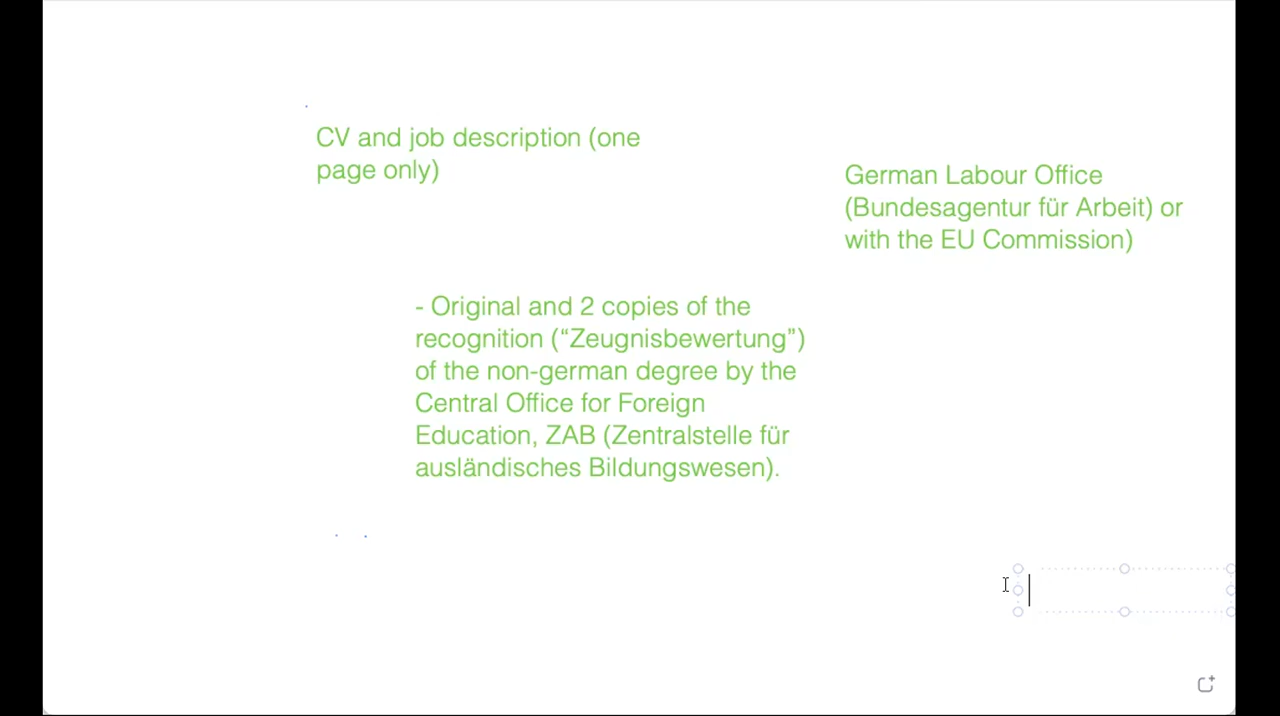 CV and job description (one
page only)
German Labour Office
(Bundesagentur für Arbeit) or
with the EU Commission)
- Original and 2 copies of the
recognition (“Zeugnisbewertung”)
of the non-german degree by the
Central Office for Foreign
Education, ZAB (Zentralstelle für
ausländisches Bildungswesen).